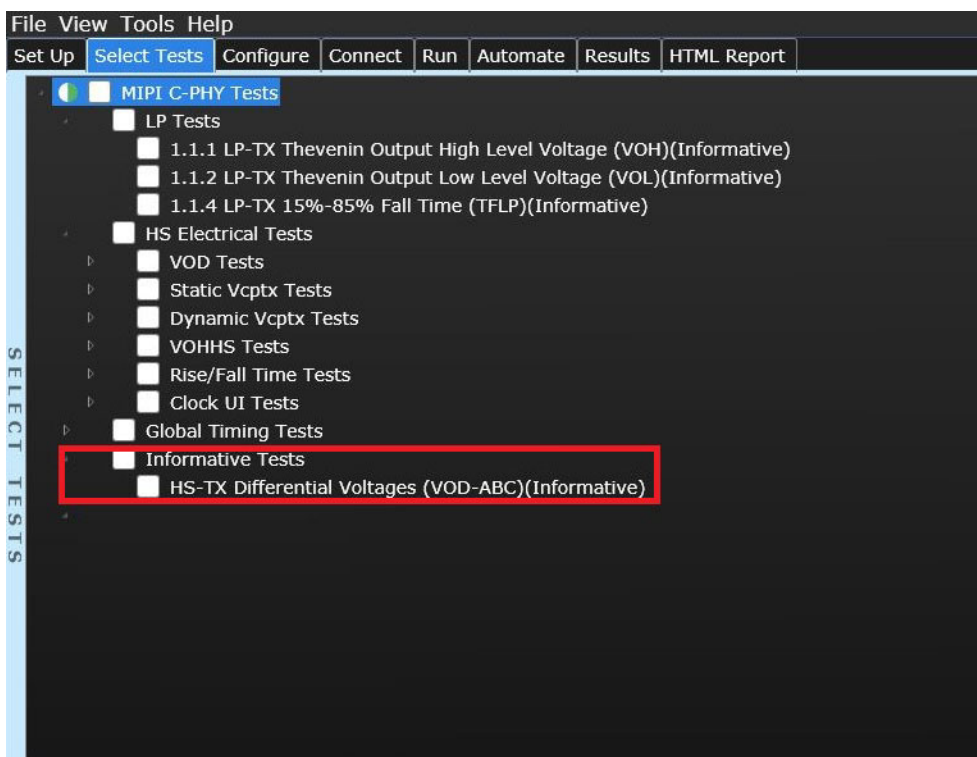 File View Tools Help
Set Up Select Tests Configure Connect Run Automate Results HTML Report
MIPI C-PHY Tests
LP Tests
1.1.1 LP-TX Thevenin Output High Level Voltage (VOH)(Informative)
1.1.2 LP-TX Thevenin Output Low Level Voltage (VOL)(Informative)
1.1.4 LP-TX 15%-85% Fall Time (TFLP)(Informative)
HS Electrical Tests
VOD Tests
Static Vcptx Tests
Dynamic Vcptx Tests
VOHHS Tests
Rise/Fall Time Tests
Clock UI Tests
Global Timing Tests
Informative Tests
HS-TX Differential Voltages (VOD-ABC)(Informative)
SELECT TESTS